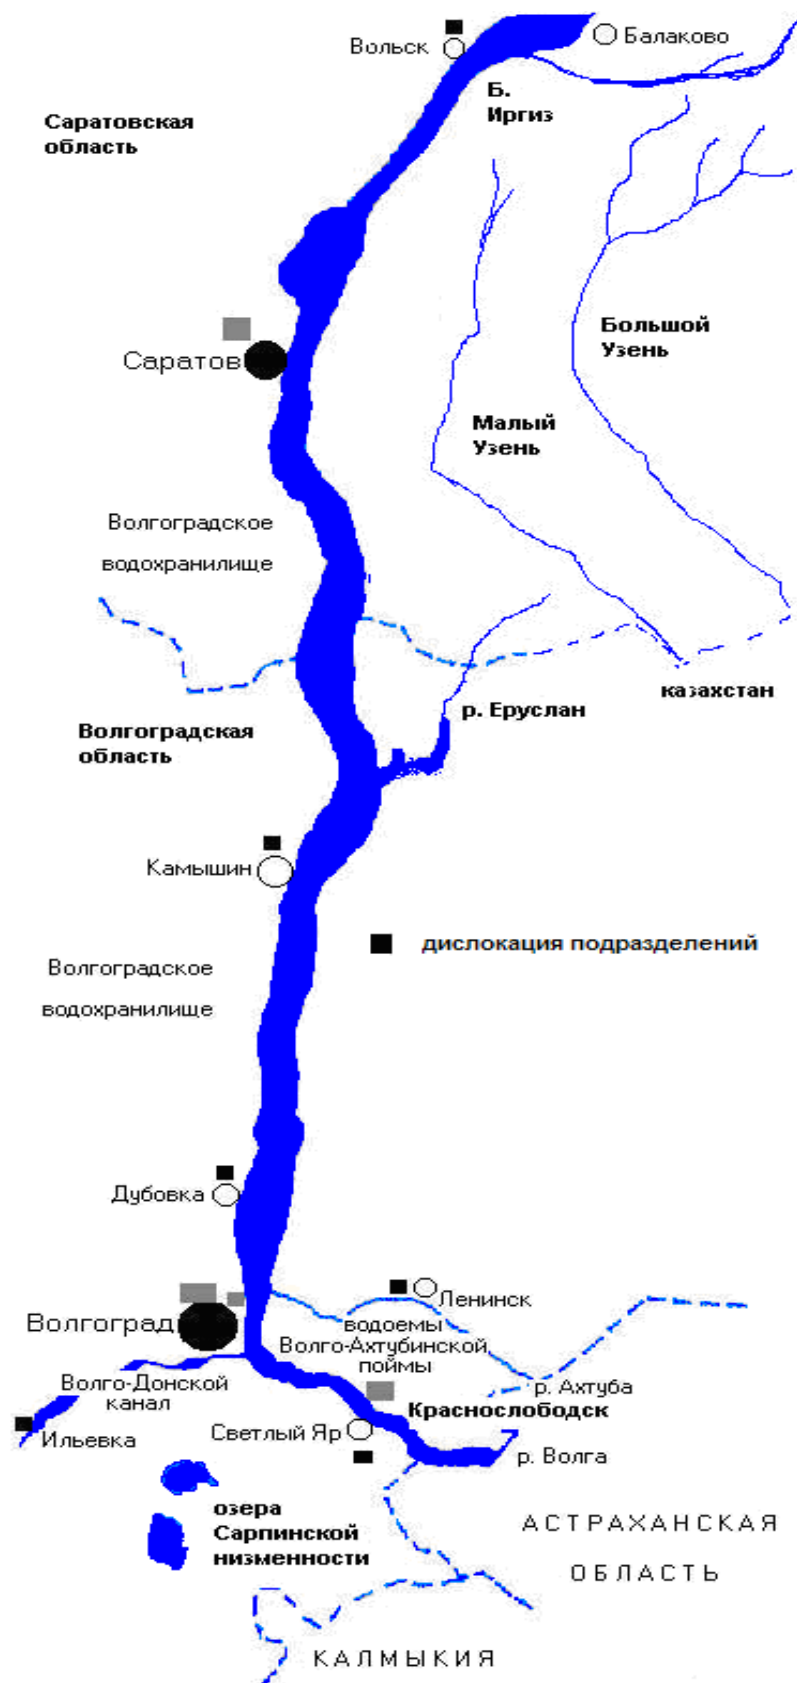 Вольск
Балаково
Б.
Иргиз
Саратовская
область
Большой
Узень
Саратов
Малый
Узень
Волгоградское
водохранилище
казахстан
р. Еруслан
Волгоградская
область
Камышин
дислокация подразделений
Волгоградское
водохранилище
Дубовка
Ленинск
Волгоград
водоемы
Волго-Ахтубинской
поймы
Волго-Донской
канал
р. Ахтуба
Краснослободск
Светлый Яр
Ильевка
р. Волга
озера
Сарпинской
низменности
АСТРАХАНСКАЯ
ОБЛАСТЬ
КАЛМЫКИЯ